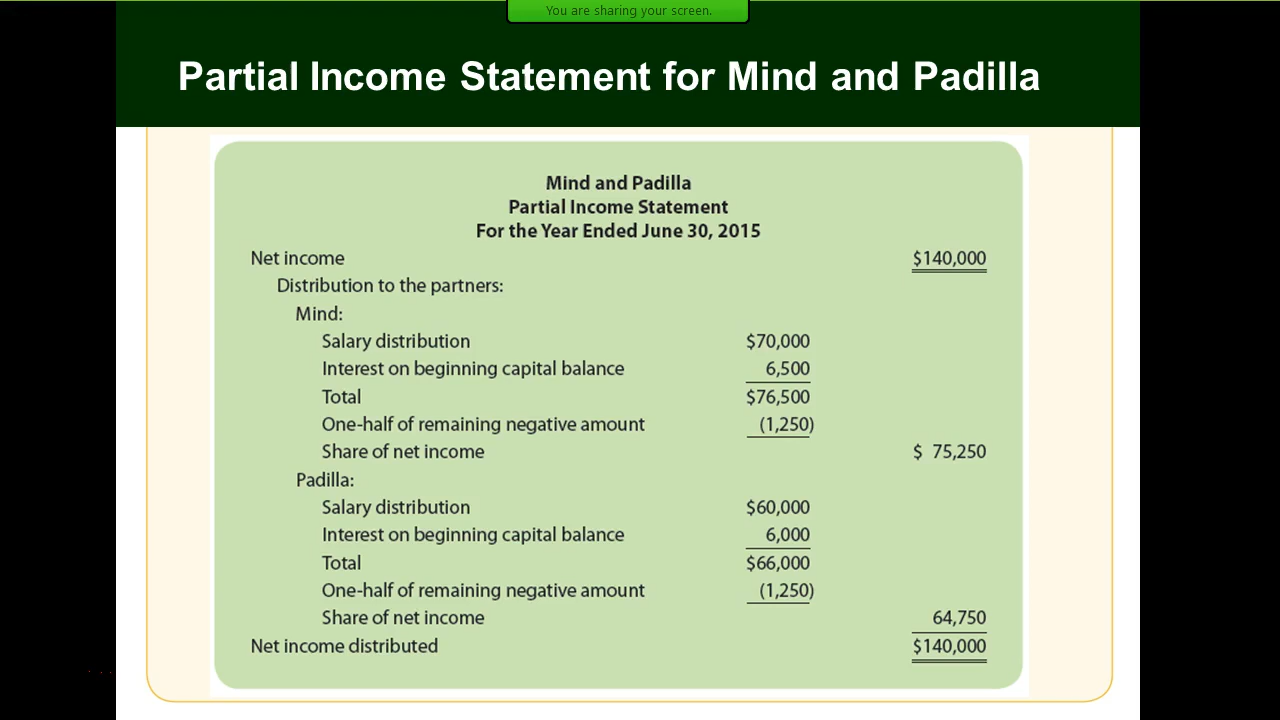 You are sharing your screen.
Partial Income Statement for Mind and Padilla
Mind and Padilla
Partial Income Statement
For the Year Ended June 30, 2015
Net income $140,000
Distribution to the partners:
Mind:
Salary distribution $70,000
Interest on beginning capital balance 6,500
Total $76,500
One-half of remaining negative amount (1,250)
Share of net income $ 75,250
Padilla:
Salary distribution $60,000
Interest on beginning capital balance 6,000
Total $66,000
One-half of remaining negative amount (1,250)
Share of net income 64,750
Net income distributed $140,000